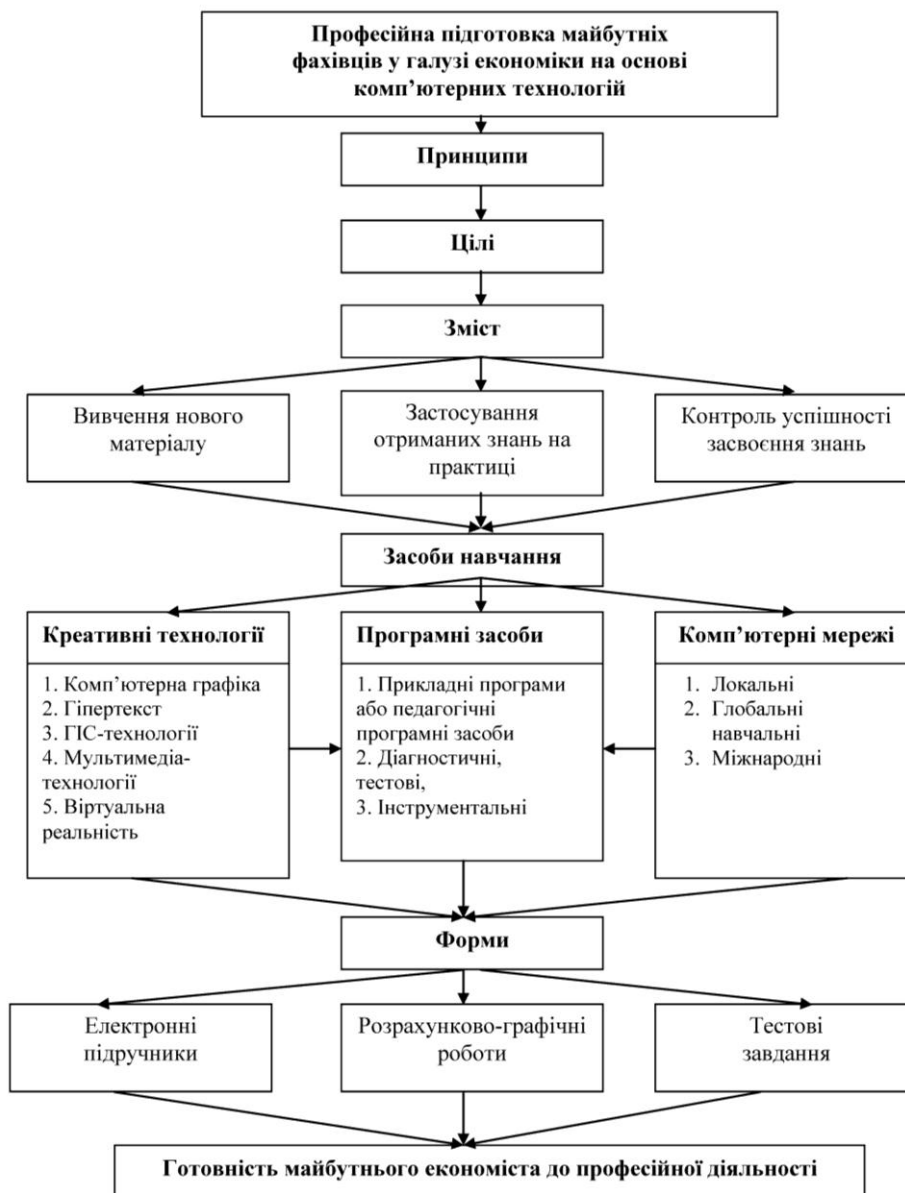 Професійна підготовка майбутніх
фахівців у галузі економіки на основі
комп’ютерних технологій
Принципи
Цілі
Зміст
Вивчення нового
матеріалу
Застосування
отриманих знань на
практиці
Контроль успішності
засвоєння знань
Засоби навчання
Креативні технології
1. Комп’ютерна графіка
2. Гіпертекст
3. ГІС-технології
4. Мультимедіа-
технології
5. Віртуальна
реальність
Програмні засоби
1. Прикладні програми
або педагогічні
програмні засоби
2. Діагностичні,
тестові,
3. Інструментальні
Комп’ютерні мережі
1. Локальні
2. Глобальні
навчальні
3. Міжнародні
Форми
Електронні
підручники
Розрахунково-графічні
роботи
Тестові
завдання
Готовність майбутнього економіста до професійної діяльності